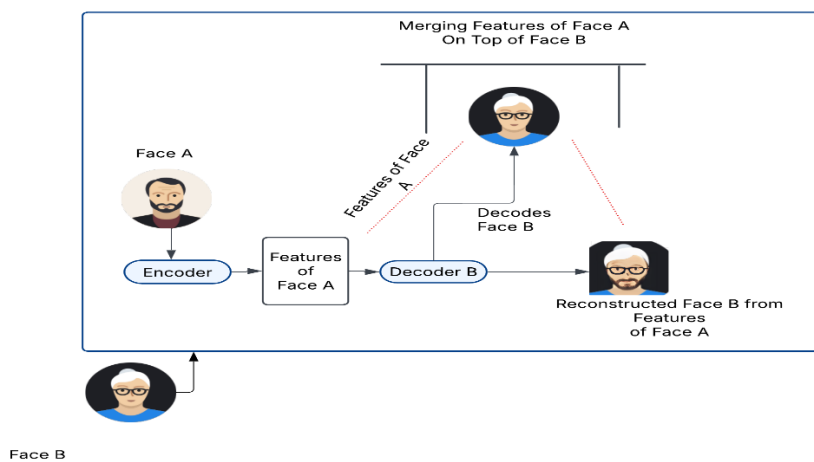 Merging Features of Face A
On Top of Face B
Face A
Features of Face
A
Decodes
Face B
Encoder
Features
of
Face A
Decoder B
Reconstructed Face B from
Features
of Face A
Face B